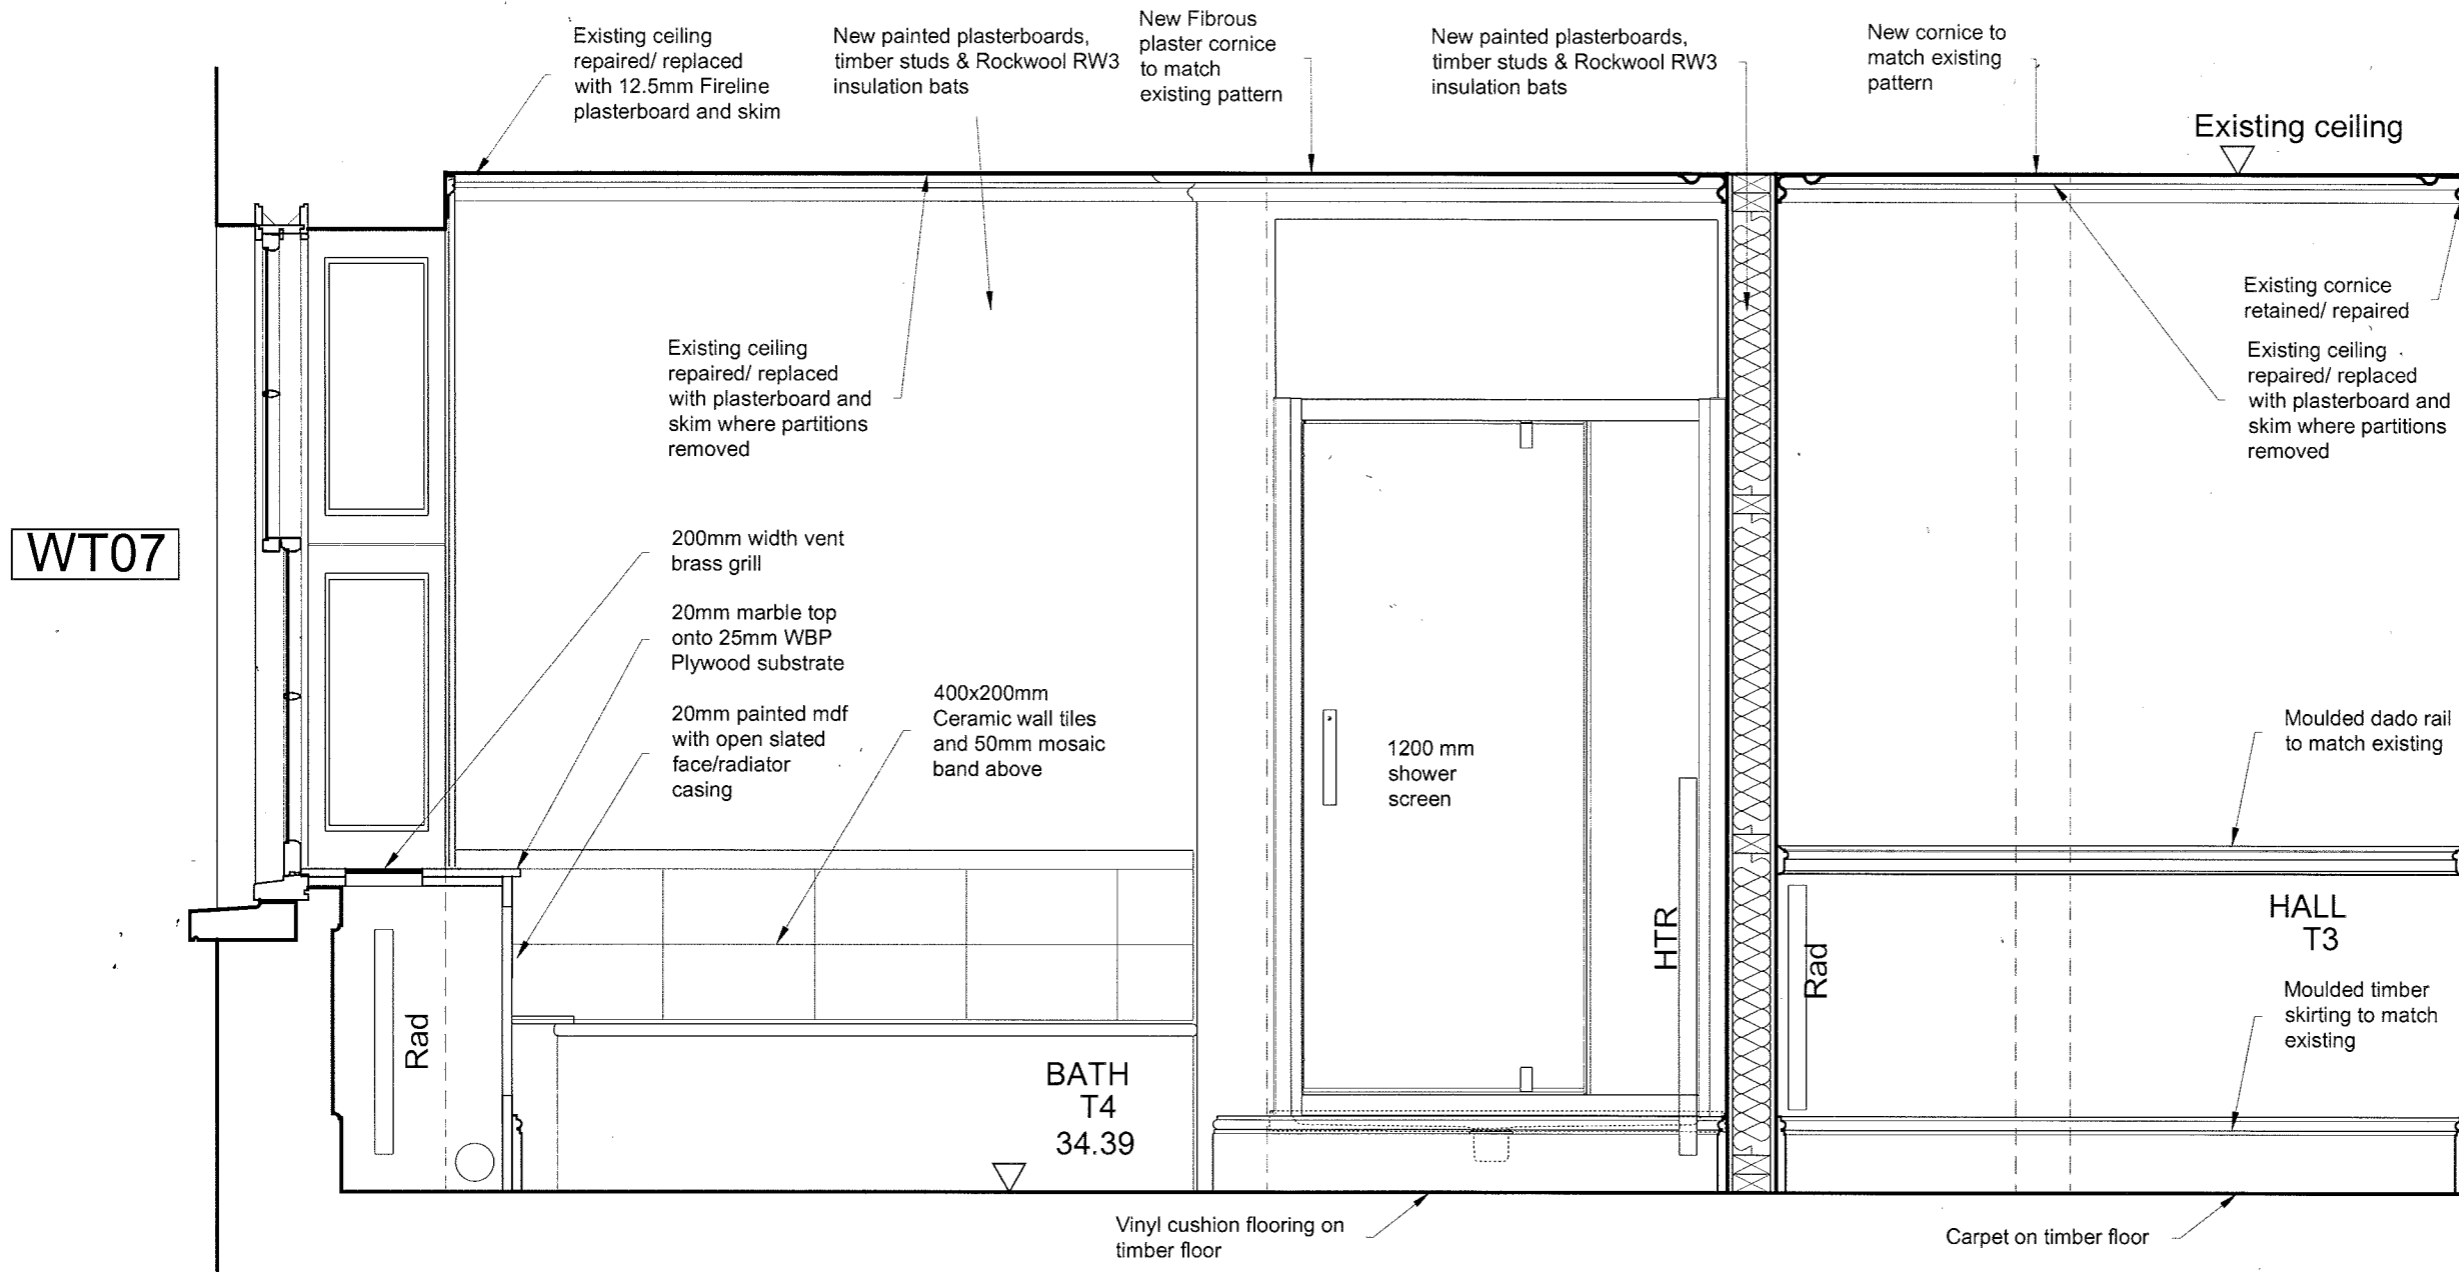 Existing ceiling
repaired/ replaced
with 12.5mm Fireline
plasterboard and skim
New painted plasterboards,
timber studs & Rockwool RW3
insulation bats
New Fibrous
plaster cornice
to match
existing pattern
New painted plasterboards,
timber studs & Rockwool RW3
insulation bats
New cornice to
match existing
pattern
Existing ceiling
Existing cornice
retained/ repaired
Existing ceiling
repaired/ replaced
with plasterboard and
skim where partitions
removed
Existing ceiling
repaired/ replaced
with plasterboard and
skim where partitions
removed
WT07
200mm width vent
brass grill
20mm marble top
onto 25mm WBP
Plywood substrate
20mm painted mdf
with open slated
face/radiator
casing
400x200mm
Ceramic wall tiles
and 50mm mosaic
band above
1200 mm
shower
screen
Moulded dado rail
to match existing
HTR
Rad
HALL
T3
Moulded timber
skirting to match
existing
Rad
BATH
T4
34.39
Vinyl cushion flooring on
timber floor
Carpet on timber floor